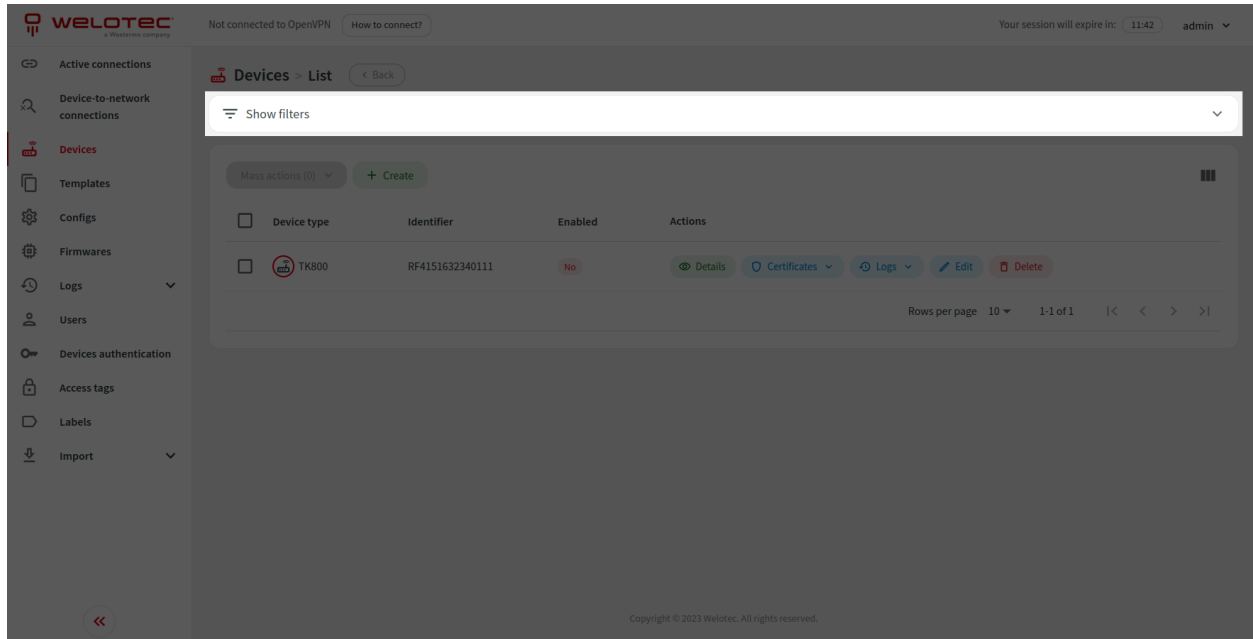 WELOTEC
a Westermo company
Not connected to OpenVPN How to connect? Your session will expire in: 11:42 admin
Active connections
Device-to-network
connections
Devices
Templates
Configs
Firmwares
Logs
Users
Devices authentication
Access tags
Labels
Import
Devices > List Back
Show filters
Mass actions (0) + Create
Device type Identifier Enabled Actions
TK800 RF4151632340111 No Details Certificates Logs Edit Delete
Rows per page 10 1-1 of 1
Copyright © 2023 Welotec. All rights reserved.